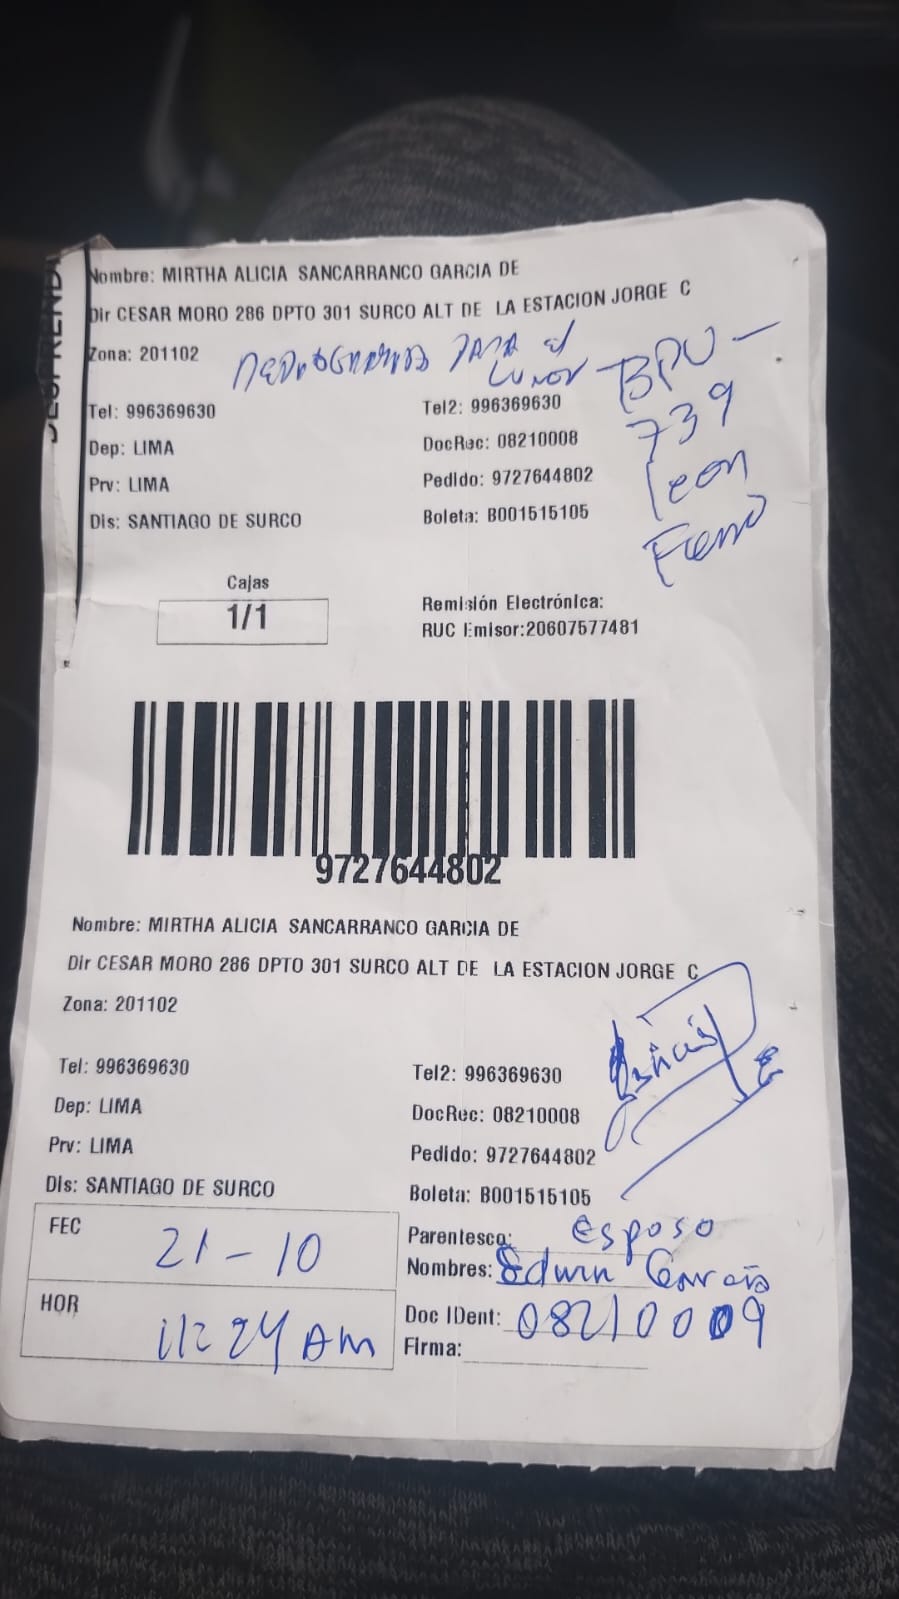 Nombre: MIRTHA ALICIA SANCARRANCO GARCIA DE
Dir CESAR MORO 286 DPTO 301 SURCO ALT DE LA ESTACION JORGE C
Zona: 201102
PARA el
BPU-
739
leon
Tel: 996369630 Tel2: 996369630
Dep: LIMA DocRec: 08210008
Prv: LIMA Pedido: 9727644802
Dis: SANTIAGO DE SURCO Boleta: B001515105
Cajas
1/1
Remisión Electrónica:
RUC Emisor:20607577481
9727644802
Nombre: MIRTHA ALICIA SANCARRANCO GARCIA DE
Dir CESAR MORO 286 DPTO 301 SURCO ALT DE LA ESTACION JORGE C
Zona: 201102
Tel: 996369630 Tel2: 996369630
Dep: LIMA DocRec: 08210008
Prv: LIMA Pedido: 9727644802
Dis: SANTIAGO DE SURCO Boleta: B001515105
FEC 21-10
HOR 11:24 AM
Parentesco: esposo
Nombres: Edwin Garcia
Doc IDent: 08210009
Firma: